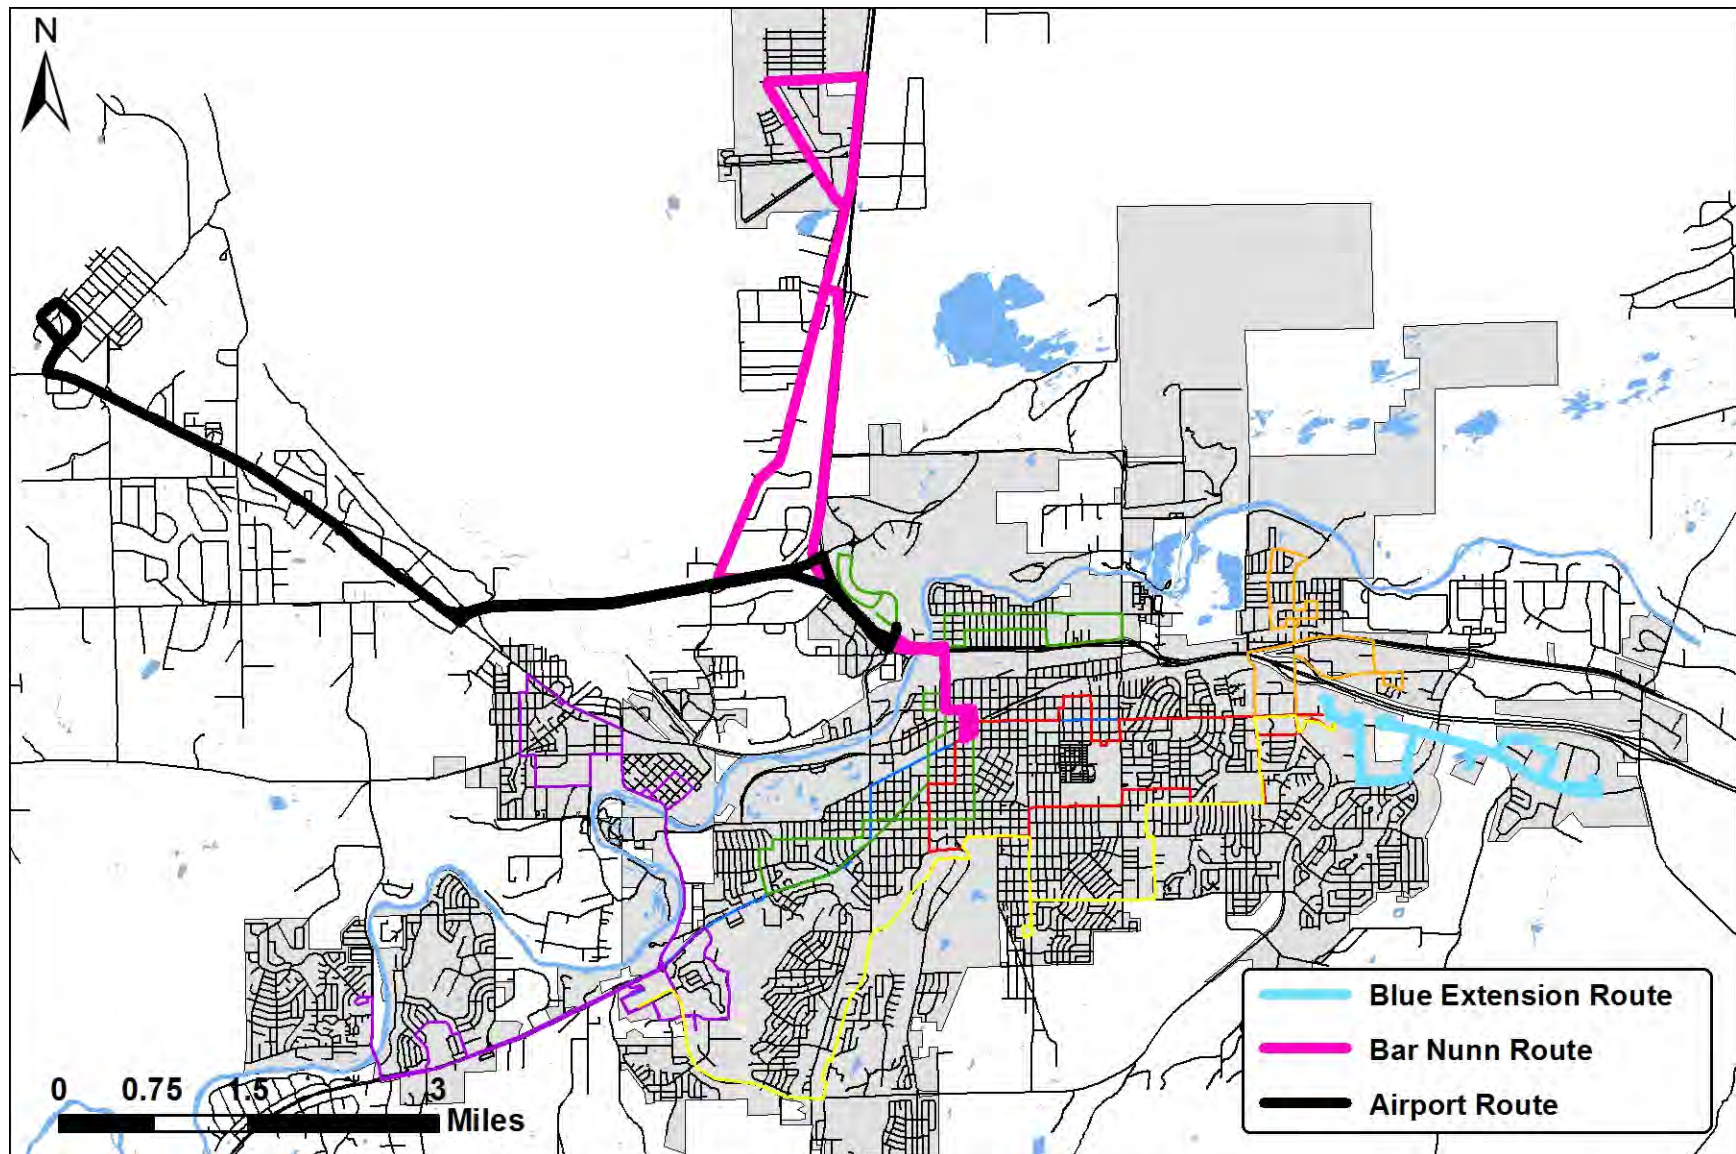 N
Blue Extension Route
Bar Nunn Route
Airport Route
0 0.75 1.5 3
Miles